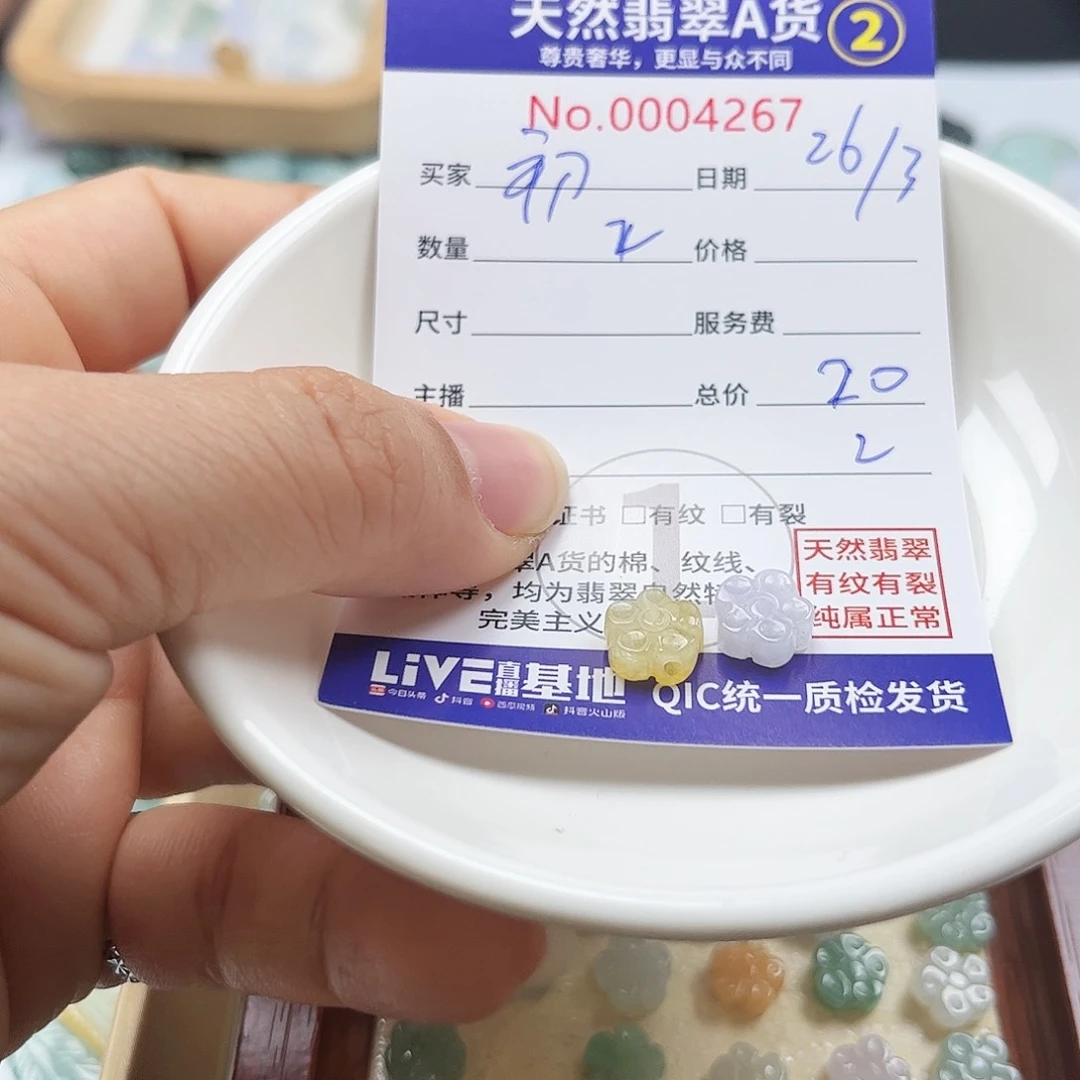 天然翡翠A货 2
尊贵奢华，更显与众不同
No.0004267
买家 初 日期 26/3
数量 2 价格
尺寸 服务费
主播 总价 20
2
证书 □有纹 □有裂
翠A货的棉、纹线、
均为翡翠自然特
完美主义
1
天然翡翠
有纹有裂
纯属正常
LiVE直播基地 QIC统一质检发货
今日头条 抖音 西瓜视频 抖音火山版